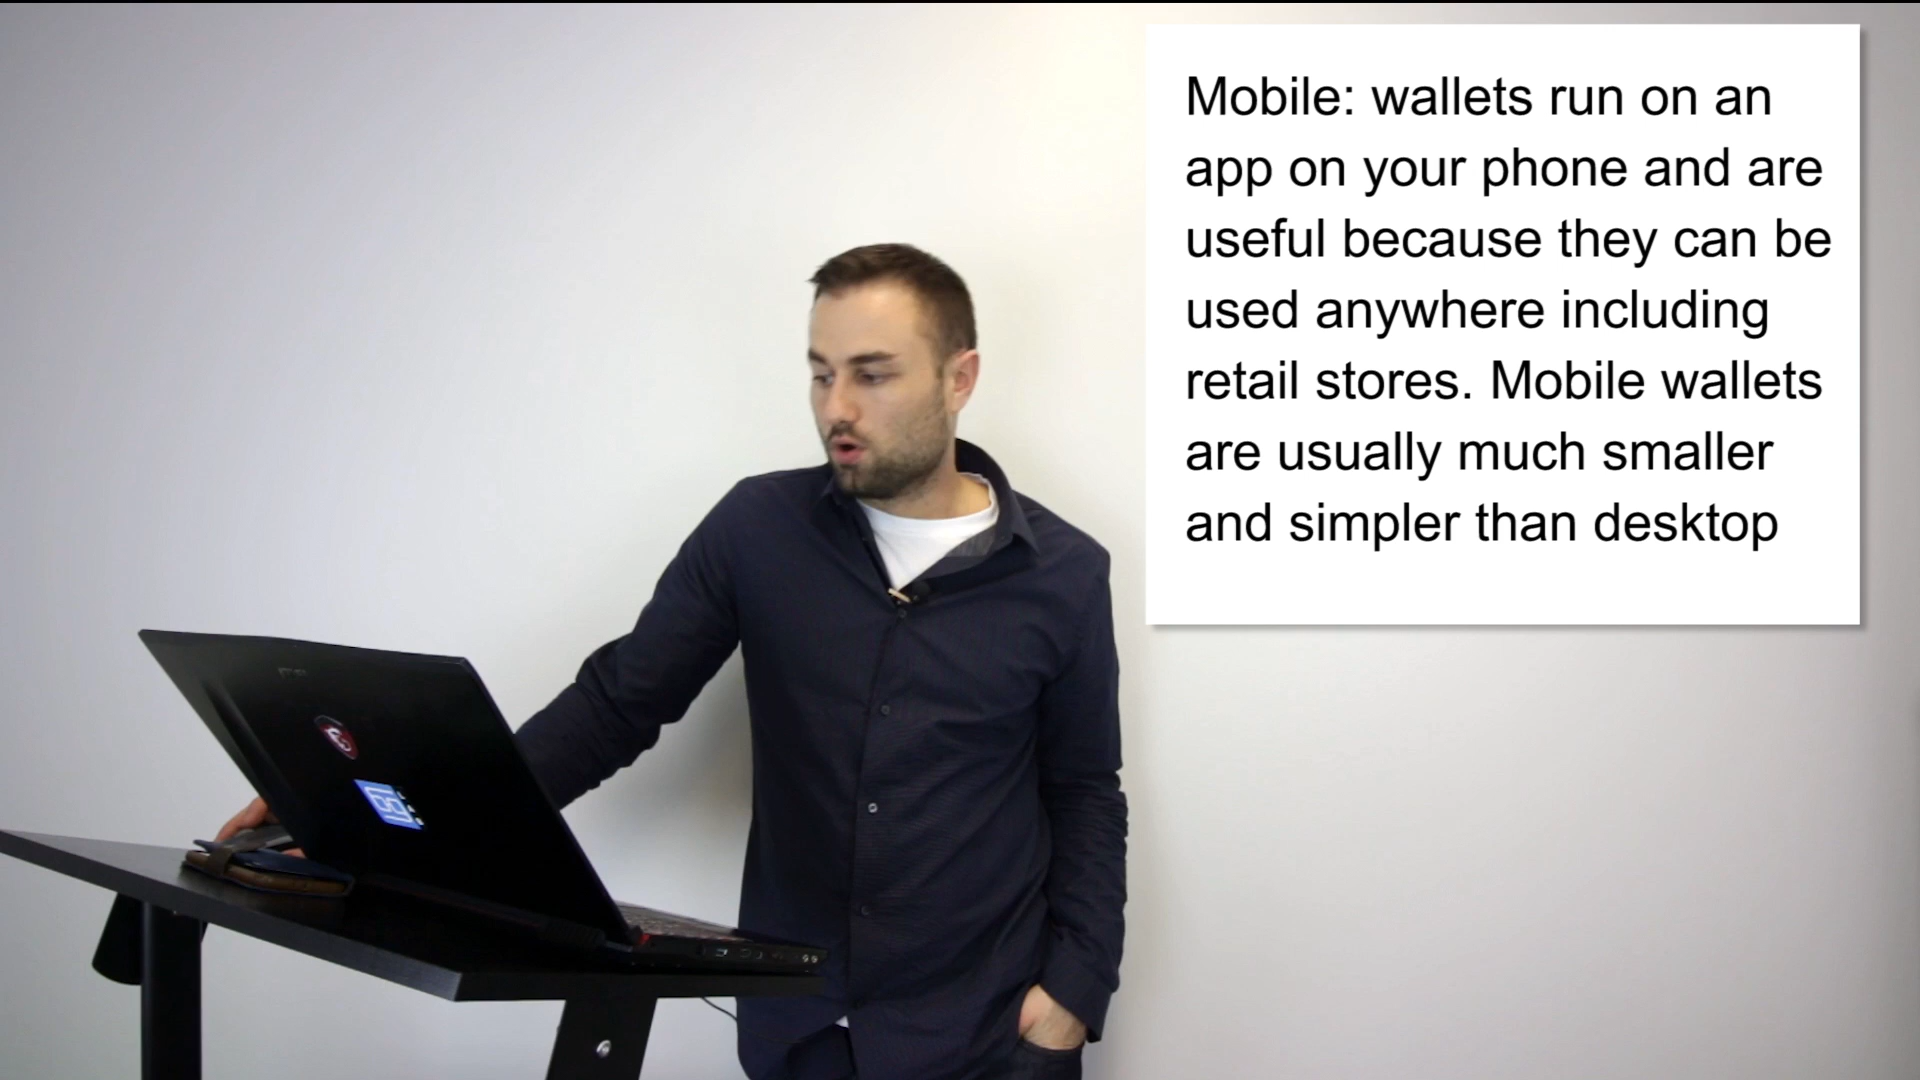 Mobile: wallets run on an
app on your phone and are
useful because they can be
used anywhere including
retail stores. Mobile wallets
are usually much smaller
and simpler than desktop